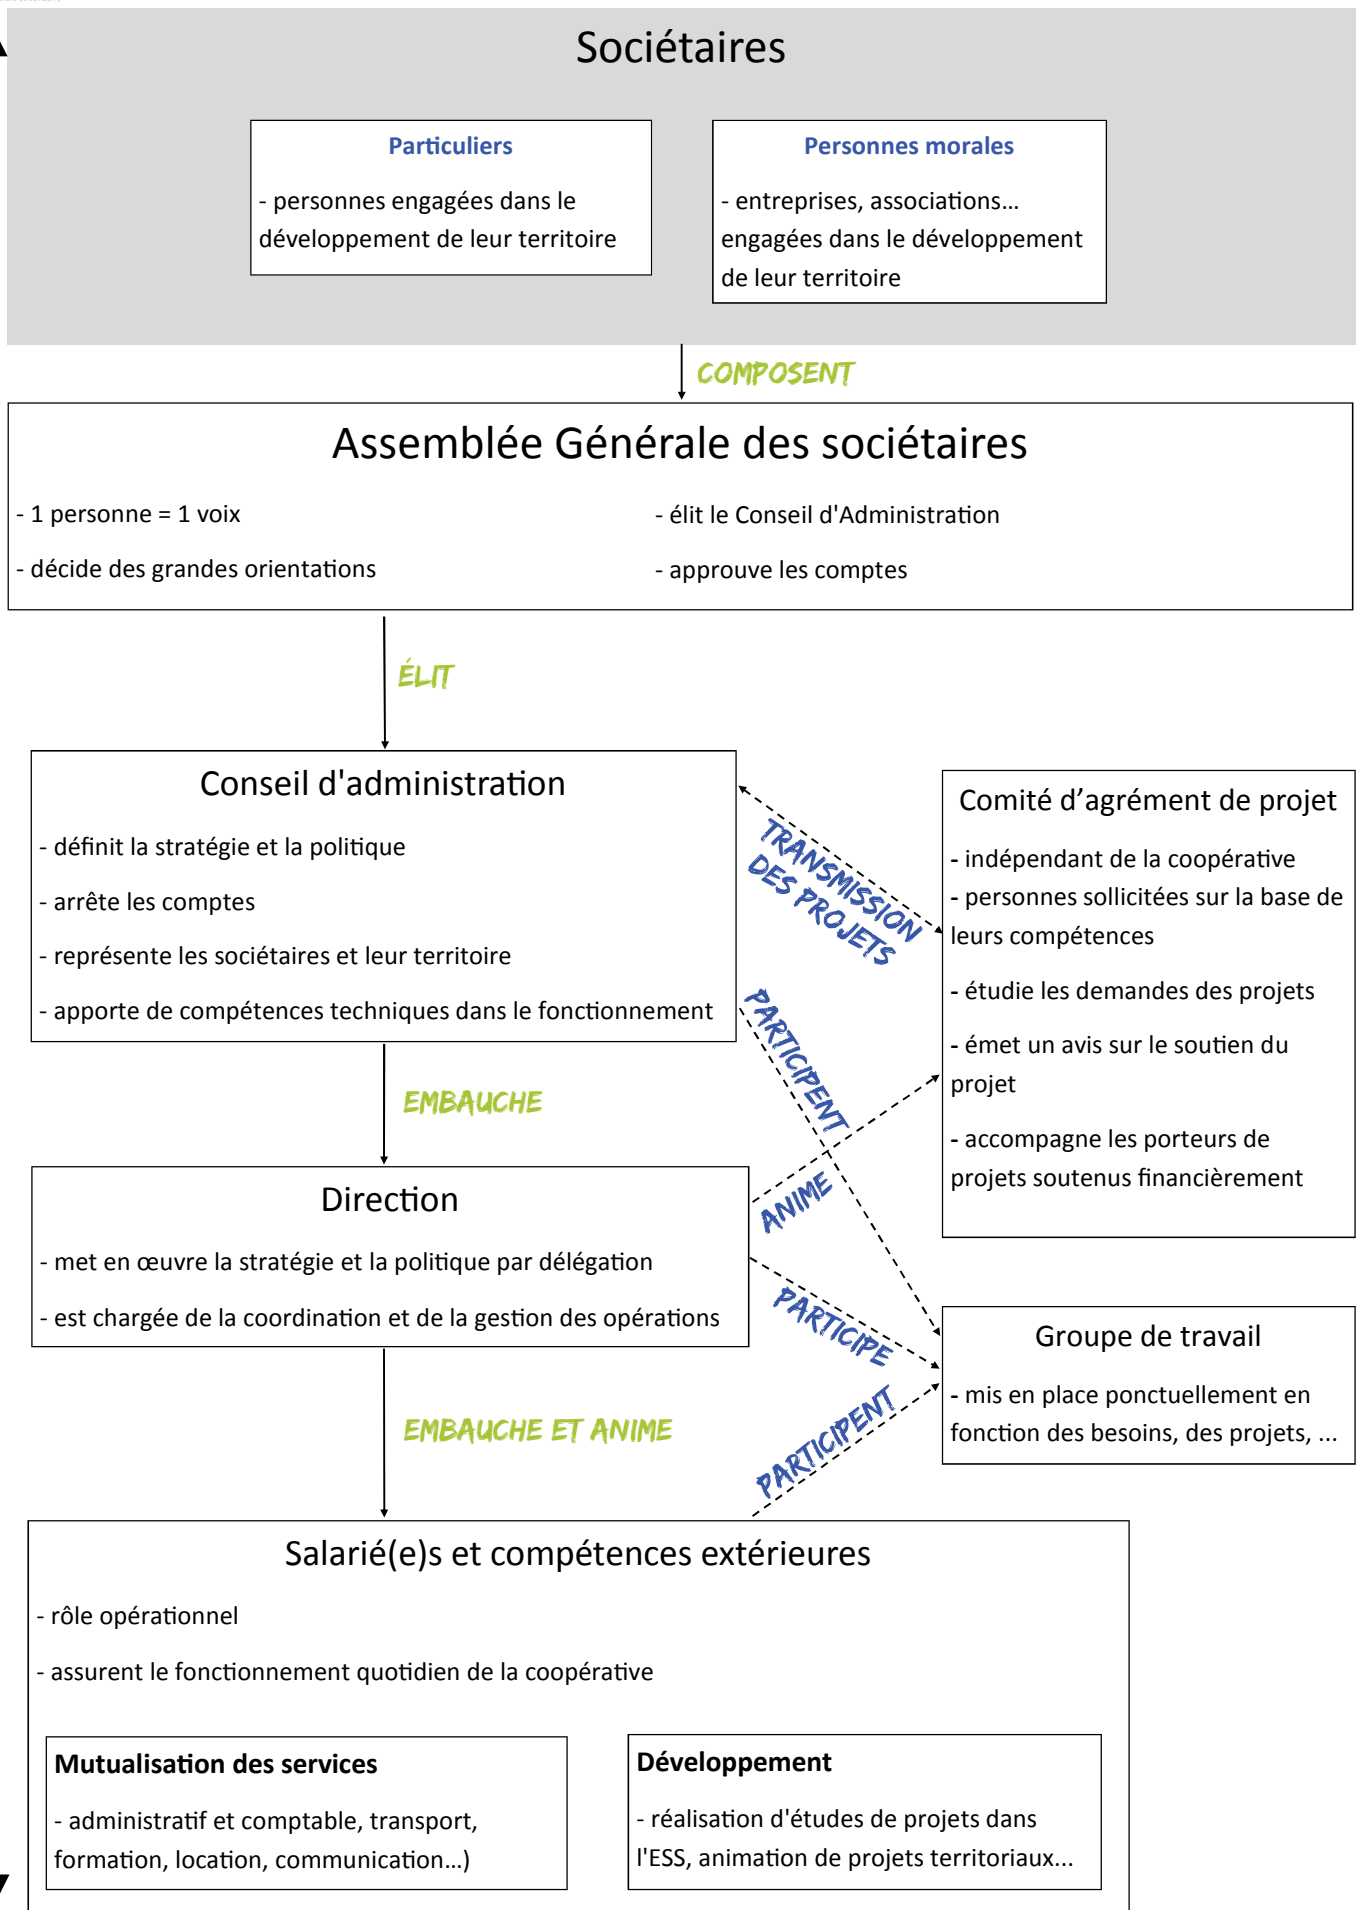 Sociétaires
Particuliers
- personnes engagées dans le
développement de leur territoire
Personnes morales
- entreprises, associations…
engagées dans le développement
de leur territoire
COMPOSENT
Assemblée Générale des sociétaires
- 1 personne = 1 voix
- décide des grandes orientations
- élit le Conseil d'Administration
- approuve les comptes
ÉLIT
Conseil d'administration
- définit la stratégie et la politique
- arrête les comptes
- représente les sociétaires et leur territoire
- apporte de compétences techniques dans le fonctionnement
TRANSMISSION
DES PROJETS
Comité d’agrément de projet
- indépendant de la coopérative
- personnes sollicitées sur la base de
leurs compétences
- étudie les demandes des projets
- émet un avis sur le soutien du
projet
- accompagne les porteurs de
projets soutenus financièrement
PARTICIPENT
EMBAUCHE
ANIME
Direction
- met en œuvre la stratégie et la politique par délégation
- est chargée de la coordination et de la gestion des opérations
PARTICIPE
Groupe de travail
- mis en place ponctuellement en
fonction des besoins, des projets, ...
EMBAUCHE ET ANIME
PARTICIPENT
Salarié(e)s et compétences extérieures
- rôle opérationnel
- assurent le fonctionnement quotidien de la coopérative
Mutualisation des services
- administratif et comptable, transport,
formation, location, communication…)
Développement
- réalisation d'études de projets dans
l'ESS, animation de projets territoriaux...